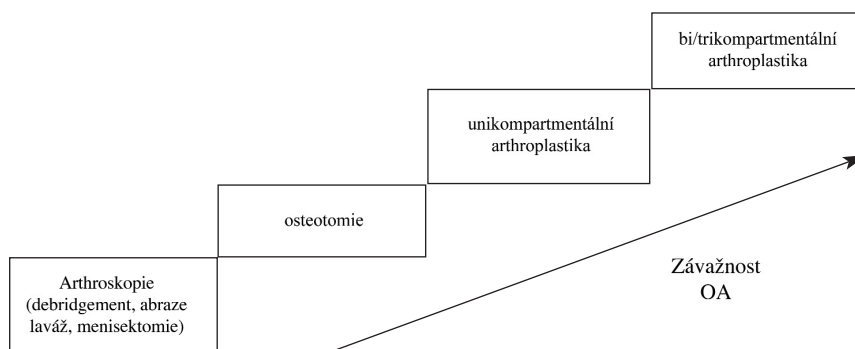 bi/trikompartmentální
arthroplastika
unikompartmentální
arthroplastika
osteotomie
Arthroskopie
(debridgement, abraze
laváž, menisektomie)
Závažnost
OA